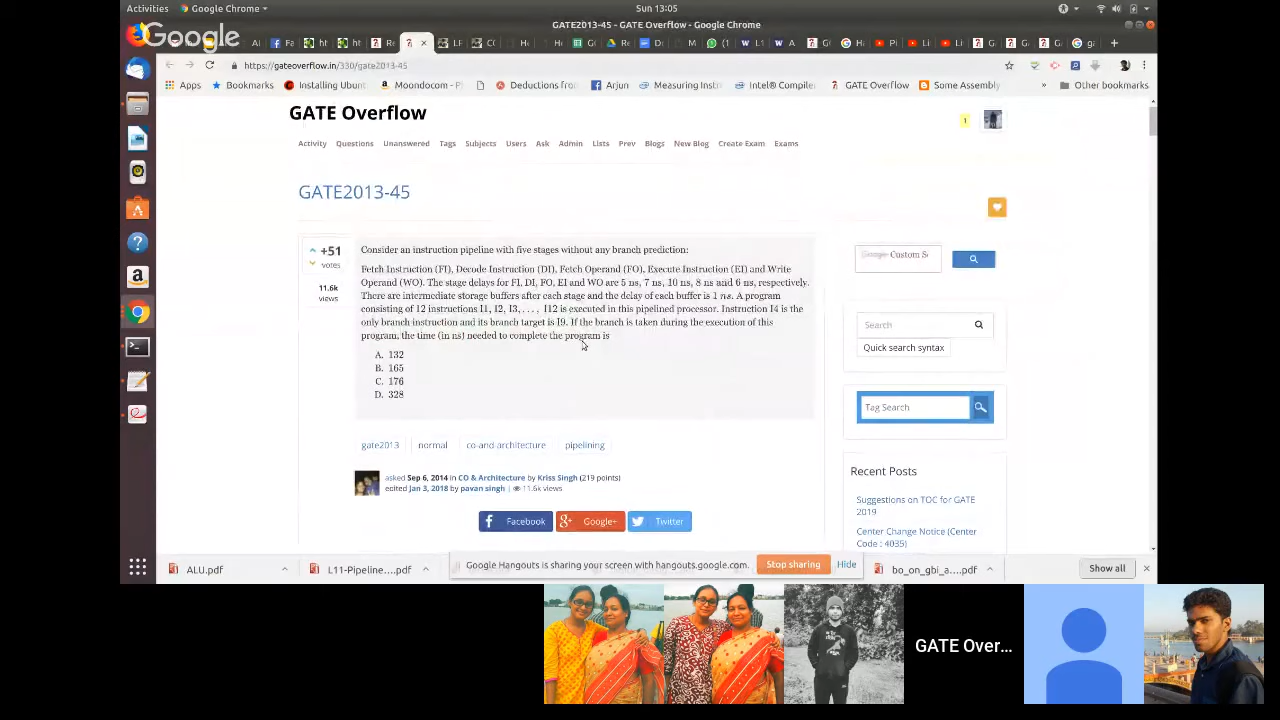 Activities
Google Chrome
Sun 13:05
GATE2013-45 - GATE Overflow - Google Chrome
Google
https://gateoverflow.in/330/gate2013-45
Apps
Bookmarks
Installing Ubunt
Moondocom - P
Deductions from
Arjun
Measuring Instr
Intel® Compile
GATE Overflow
Some Assembly
»
Other bookmarks
GATE Overflow
1
Activity Questions Unanswered Tags Subjects Users Ask Admin Lists Prev Blogs New Blog Create Exam Exams
GATE2013-45
+51
votes
11.6k
views
Consider an instruction pipeline with five stages without any branch prediction:
Fetch Instruction (FI), Decode Instruction (DI), Fetch Operand (FO), Execute Instruction (EI) and Write
Operand (WO). The stage delays for FI, DI, FO, EI and WO are 5 ns, 7 ns, 10 ns, 8 ns and 6 ns, respectively.
There are intermediate storage buffers after each stage and the delay of each buffer is 1 ns. A program
consisting of 12 instructions I1, I2, I3, . . . , I12 is executed in this pipelined processor. Instruction I4 is the
only branch instruction and its branch target is I9. If the branch is taken during the execution of this
program, the time (in ns) needed to complete the program is
A. 132
B. 165
C. 176
D. 328
gate2013 normal co-and-architecture pipelining
asked Sep 6, 2014 in CO & Architecture by Kriss Singh (219 points)
edited Jan 3, 2018 by pavan singh | 11.6k views
Facebook
Google+
Twitter
Custom S
Search
Quick search syntax
Tag Search
Recent Posts
Suggestions on TOC for GATE
2019
Center Change Notice (Center
Code : 4035)
ALU.pdf
L11-Pipeline....pdf
Google Hangouts is sharing your screen with hangouts.google.com.
Stop sharing
Hide
bo_on_gbi_a....pdf
Show all
GATE Over...